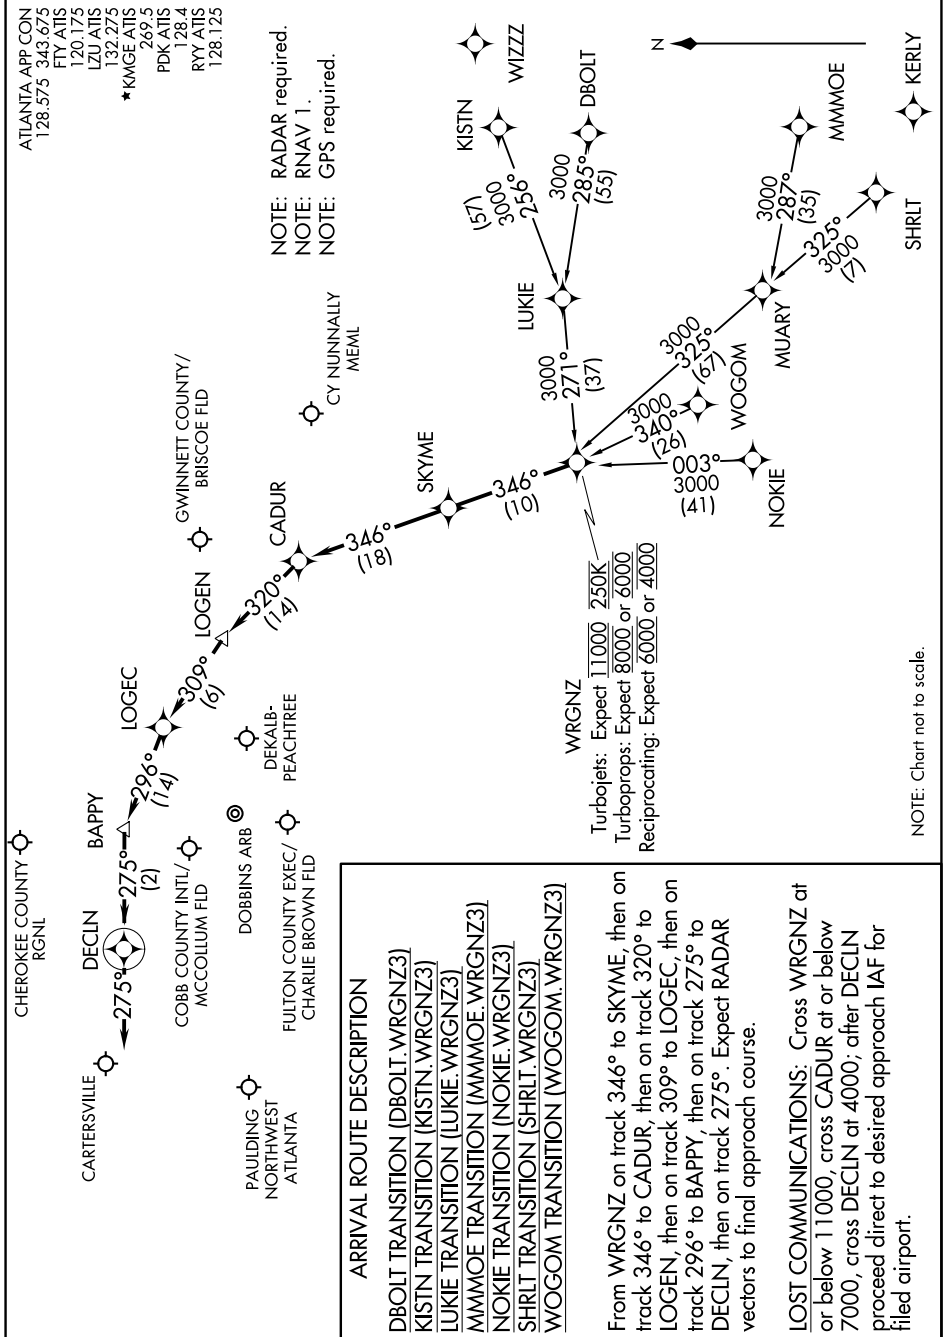 ATLANTA APP CON
128.575 343.675
FTY ATIS
120.175
LZU ATIS
132.275
★KMGE ATIS
269.5
PDK ATIS
128.4
RYY ATIS
128.125
NOTE: RADAR required.
NOTE: RNAV 1.
NOTE: GPS required.
CHEROKEE COUNTY
RGNL
CARTERSVILLE
275°
DECLN
275°
(2)
BAPPY
296°
(14)
LOGEC
309°
(6)
LOGEN
320°
(14)
CADUR
346°
(18)
SKYME
346°
(10)
GWINNETT COUNTY/
BRISCOE FLD
CY NUNNALLY
MEML
COBB COUNTY INTL/
MCCOLLUM FLD
DOBBINS ARB
DEKALB-
PEACHTREE
FULTON COUNTY EXEC/
CHARLIE BROWN FLD
PAULDING
NORTHWEST
ATLANTA
KISTN
WIZZZ
(57)
3000
256°
DBOLT
3000
285°
(55)
LUKIE
3000
271°
(37)
N
MMMOE
3000
287°
(35)
KERLY
SHRLT
325°
3000
(7)
MUARY
3000
325°
(67)
WOGOM
3000
340°
(26)
NOKIE
003°
3000
(41)
WRGNZ
Turbojets: Expect 11000 250K
Turboprops: Expect 8000 or 6000
Reciprocating: Expect 6000 or 4000
NOTE: Chart not to scale.
ARRIVAL ROUTE DESCRIPTION
DBOLT TRANSITION (DBOLT.WRGNZ3)
KISTN TRANSITION (KISTN.WRGNZ3)
LUKIE TRANSITION (LUKIE.WRGNZ3)
MMMOE TRANSITION (MMMOE.WRGNZ3)
NOKIE TRANSITION (NOKIE.WRGNZ3)
SHRLT TRANSITION (SHRLT.WRGNZ3)
WOGOM TRANSITION (WOGOM.WRGNZ3)
From WRGNZ on track 346° to SKYME, then on
track 346° to CADUR, then on track 320° to
LOGEN, then on track 309° to LOGEC, then on
track 296° to BAPPY, then on track 275° to
DECLN, then on track 275°. Expect RADAR
vectors to final approach course.
LOST COMMUNICATIONS: Cross WRGNZ at
or below 11000, cross CADUR at or below
7000, cross DECLN at 4000; after DECLN
proceed direct to desired approach IAF for
filed airport.